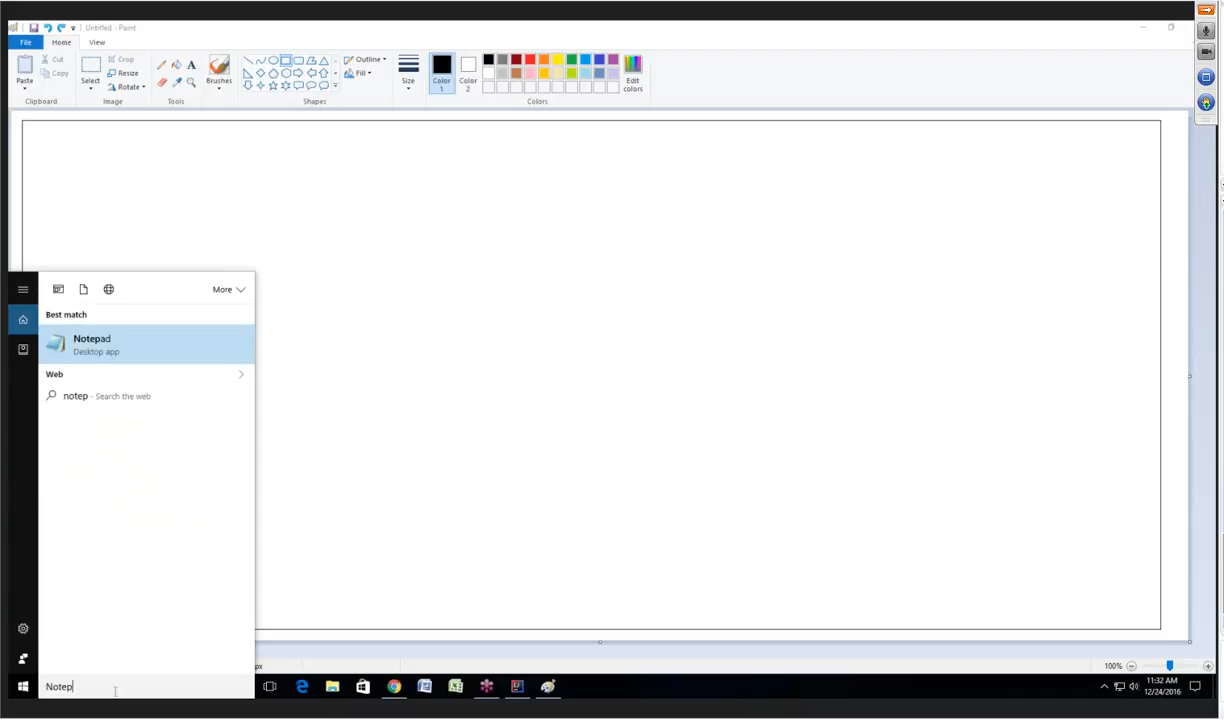 Untitled - Paint
File Home View
Cut
Copy
Paste
Clipboard
Select
Crop
Resize
Rotate
Image
A
Tools
Brushes
Shapes
Outline
Fill
Size
Color 1
Color 2
Edit colors
Colors
More
Best match
Notepad
Desktop app
Web
notep - Search the web
px
100%
Notep
11:32 AM
12/24/2016